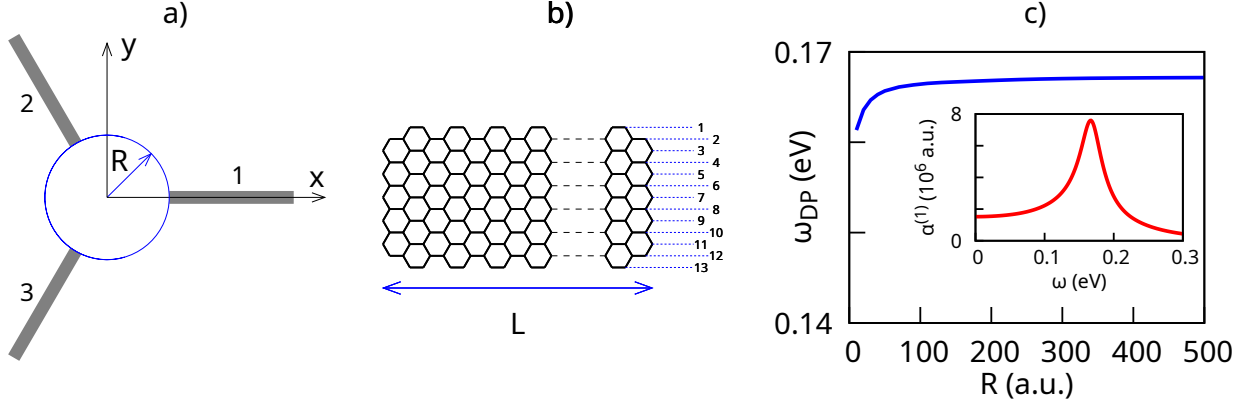 a)
y
2
R
1
x
3
b)
1
2
3
4
5
6
7
8
9
10
11
12
13
L
c)
0.17
ω_DP (eV)
0.14
0 100 200 300 400 500
R (a.u.)
8
α^(1) (10^6 a.u.)
0
0 0.1 0.2 0.3
ω (eV)